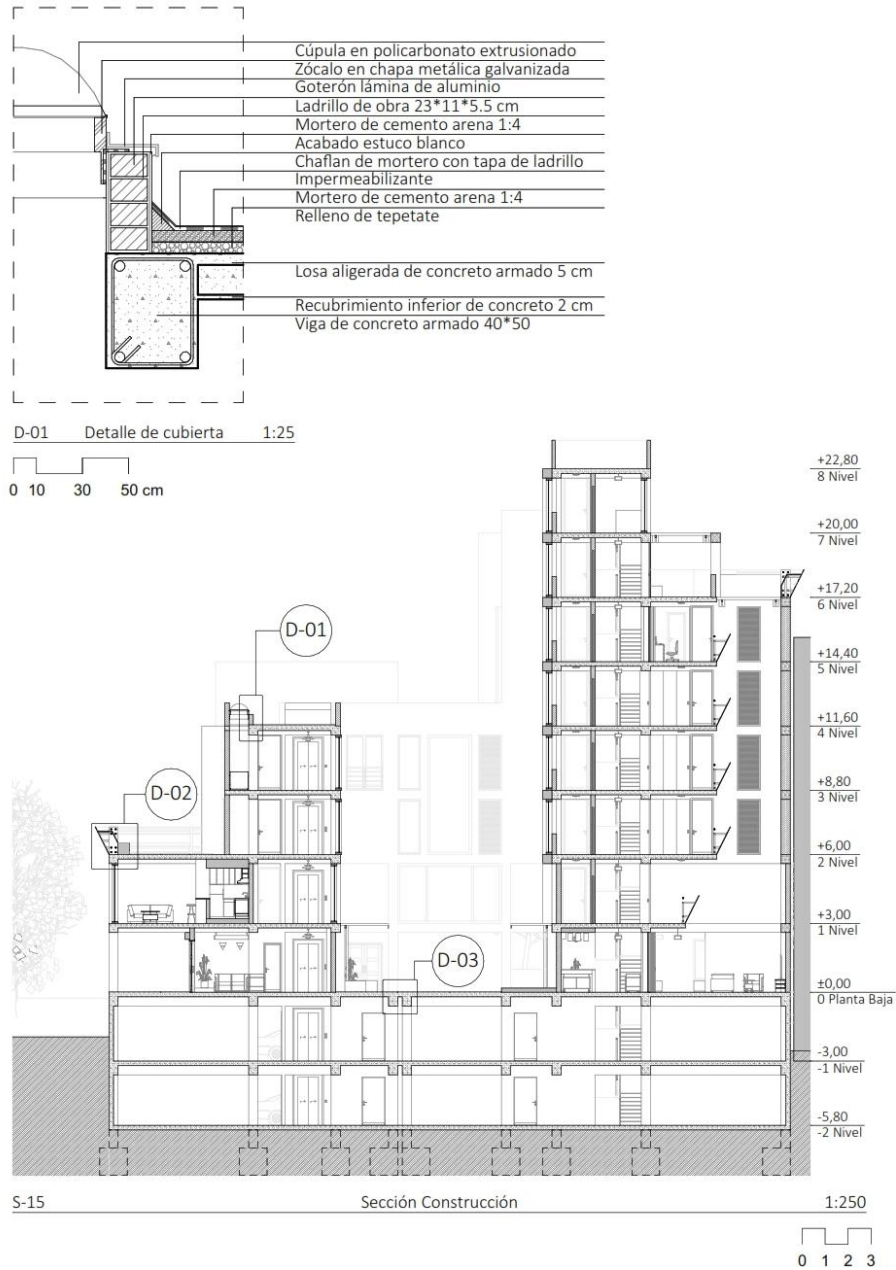 Cúpula en policarbonato extrusionado
Zócalo en chapa metálica galvanizada
Goterón lámina de aluminio
Ladrillo de obra 23*11*5.5 cm
Mortero de cemento arena 1:4
Acabado estuco blanco
Chaflan de mortero con tapa de ladrillo
Impermeabilizante
Mortero de cemento arena 1:4
Relleno de tepetate
Losa aligerada de concreto armado 5 cm
Recubrimiento inferior de concreto 2 cm
Viga de concreto armado 40*50
D-01 Detalle de cubierta 1:25
0 10 30 50 cm
+22,80
8 Nivel
+20,00
7 Nivel
+17,20
6 Nivel
D-01
+14,40
5 Nivel
+11,60
4 Nivel
D-02
+8,80
3 Nivel
+6,00
2 Nivel
+3,00
1 Nivel
D-03
±0,00
0 Planta Baja
-3,00
-1 Nivel
-5,80
-2 Nivel
S-15 Sección Construcción 1:250
0 1 2 3